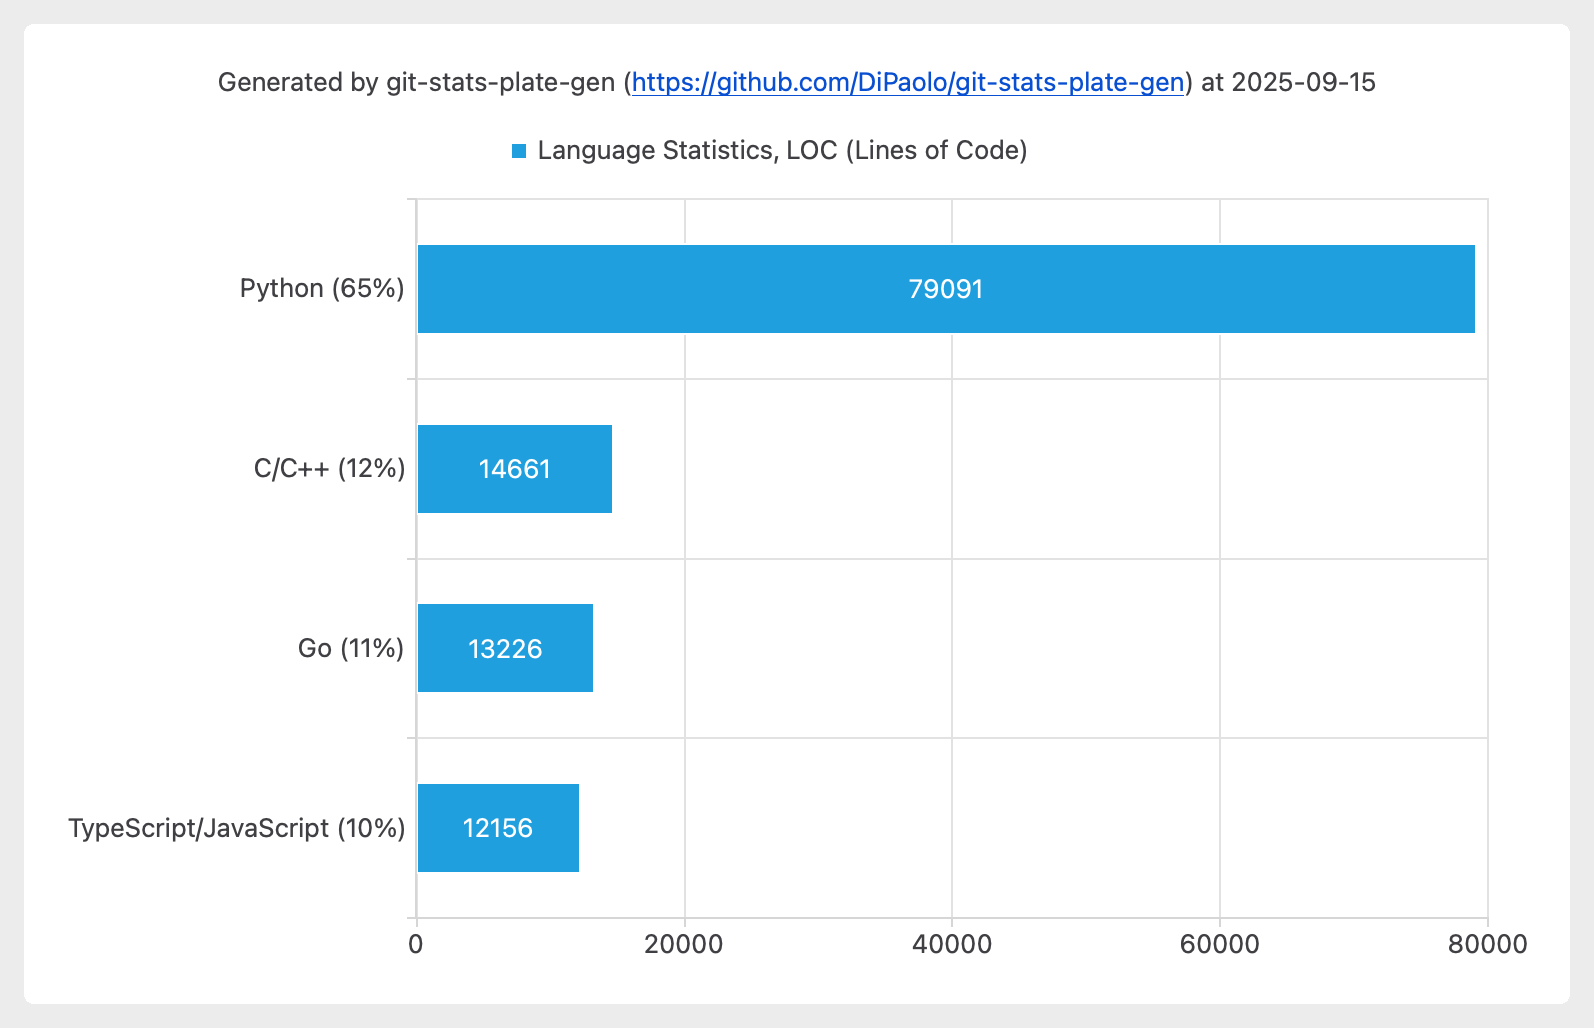 Generated by git-stats-plate-gen (https://github.com/DiPaolo/git-stats-plate-gen) at 2025-09-15
Language Statistics, LOC (Lines of Code)
Python (65%) 79091
C/C++ (12%) 14661
Go (11%) 13226
TypeScript/JavaScript (10%) 12156
0 20000 40000 60000 80000